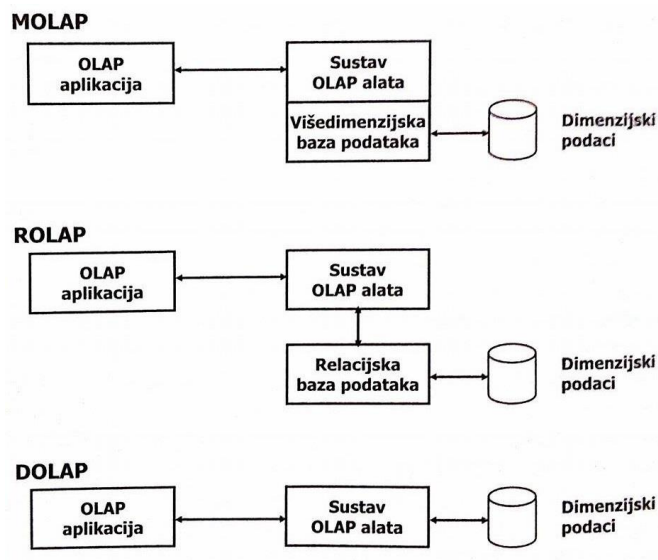 MOLAP
OLAP
aplikacija
Sustav
OLAP alata
Višedimenzijska
baza podataka
Dimenzijski
podaci
ROLAP
OLAP
aplikacija
Sustav
OLAP alata
Relacijska
baza podataka
Dimenzijski
podaci
DOLAP
OLAP
aplikacija
Sustav
OLAP alata
Dimenzijski
podaci